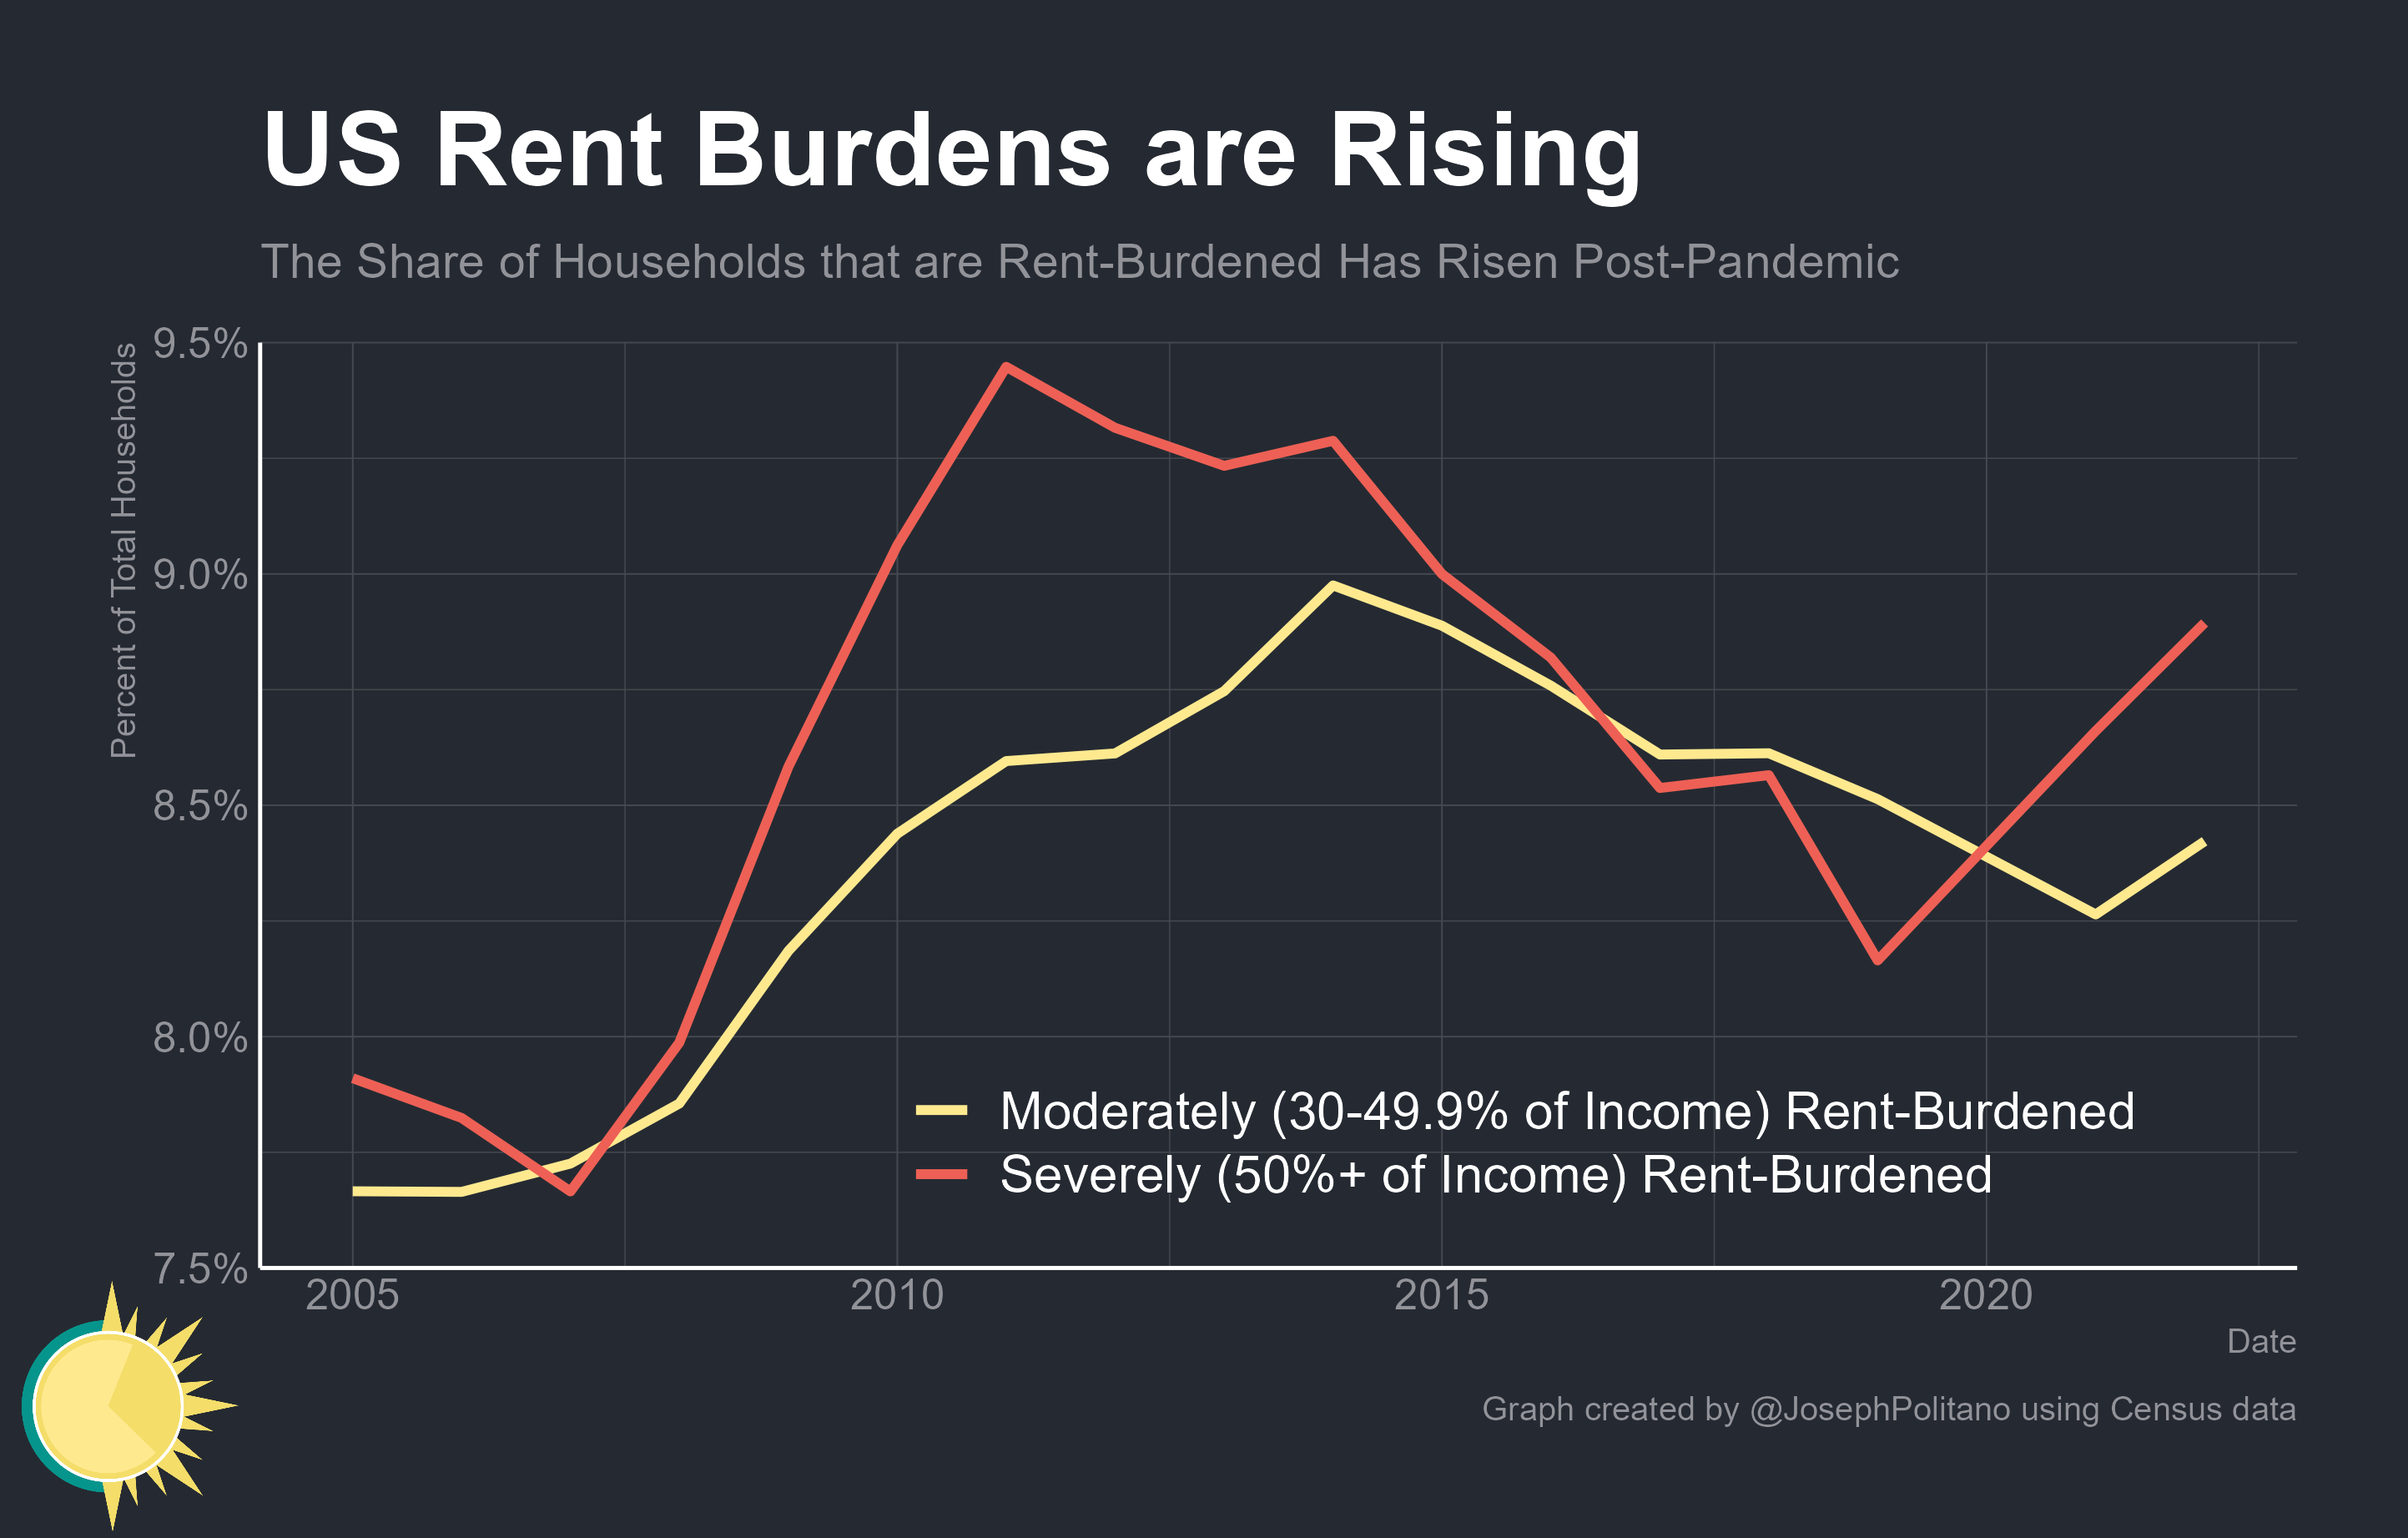 US Rent Burdens are Rising
The Share of Households that are Rent-Burdened Has Risen Post-Pandemic
Percent of Total Households
9.5%
9.0%
8.5%
8.0%
7.5%
Moderately (30-49.9% of Income) Rent-Burdened
Severely (50%+ of Income) Rent-Burdened
2005 2010 2015 2020
Date
Graph created by @JosephPolitano using Census data